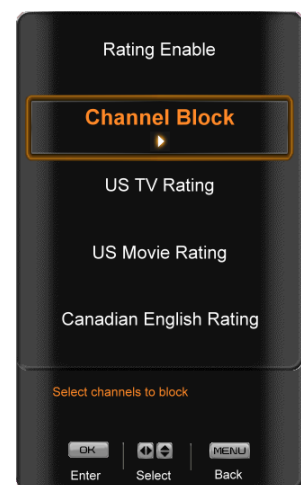 Rating Enable
Channel Block
US TV Rating
US Movie Rating
Canadian English Rating
Select channels to block
OK MENU
Enter Select Back